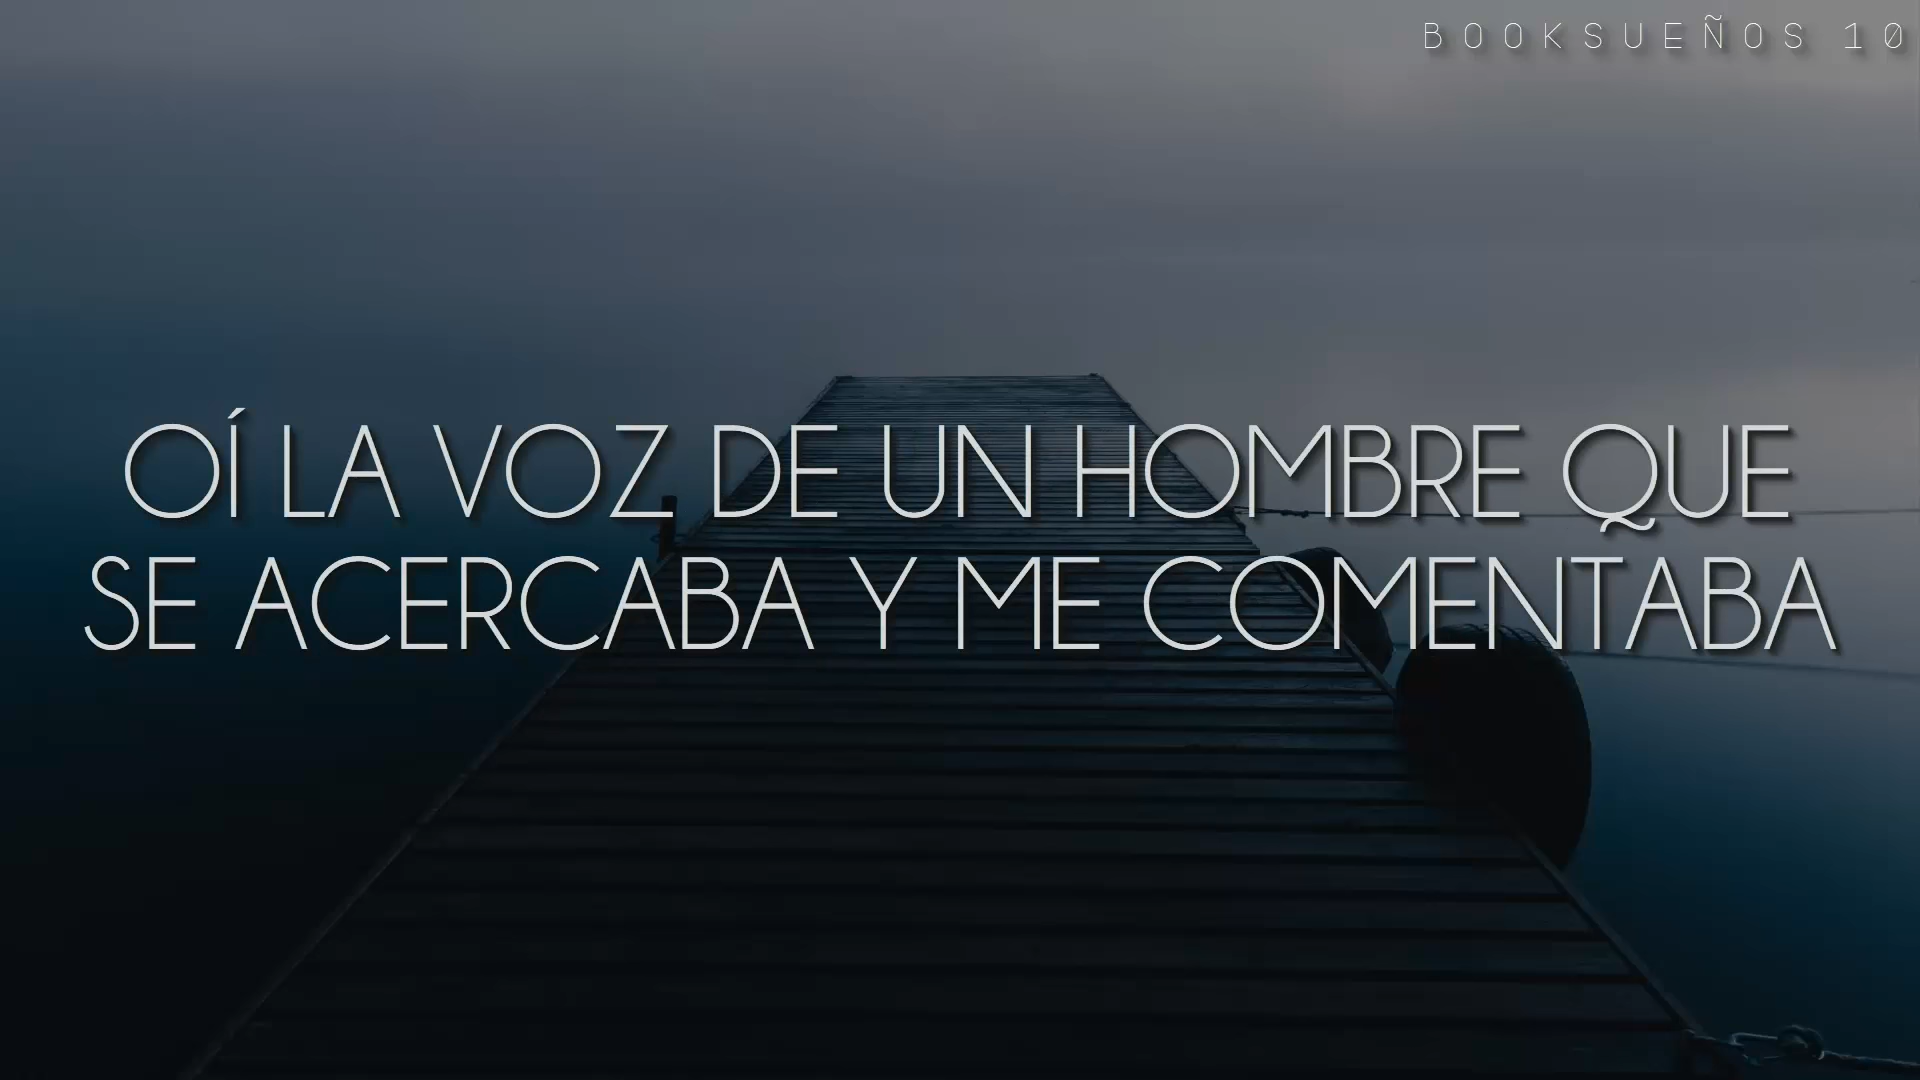 BOOKSUEÑOS 10
OÍ LA VOZ DE UN HOMBRE QUE
SE ACERCABA Y ME COMENTABA